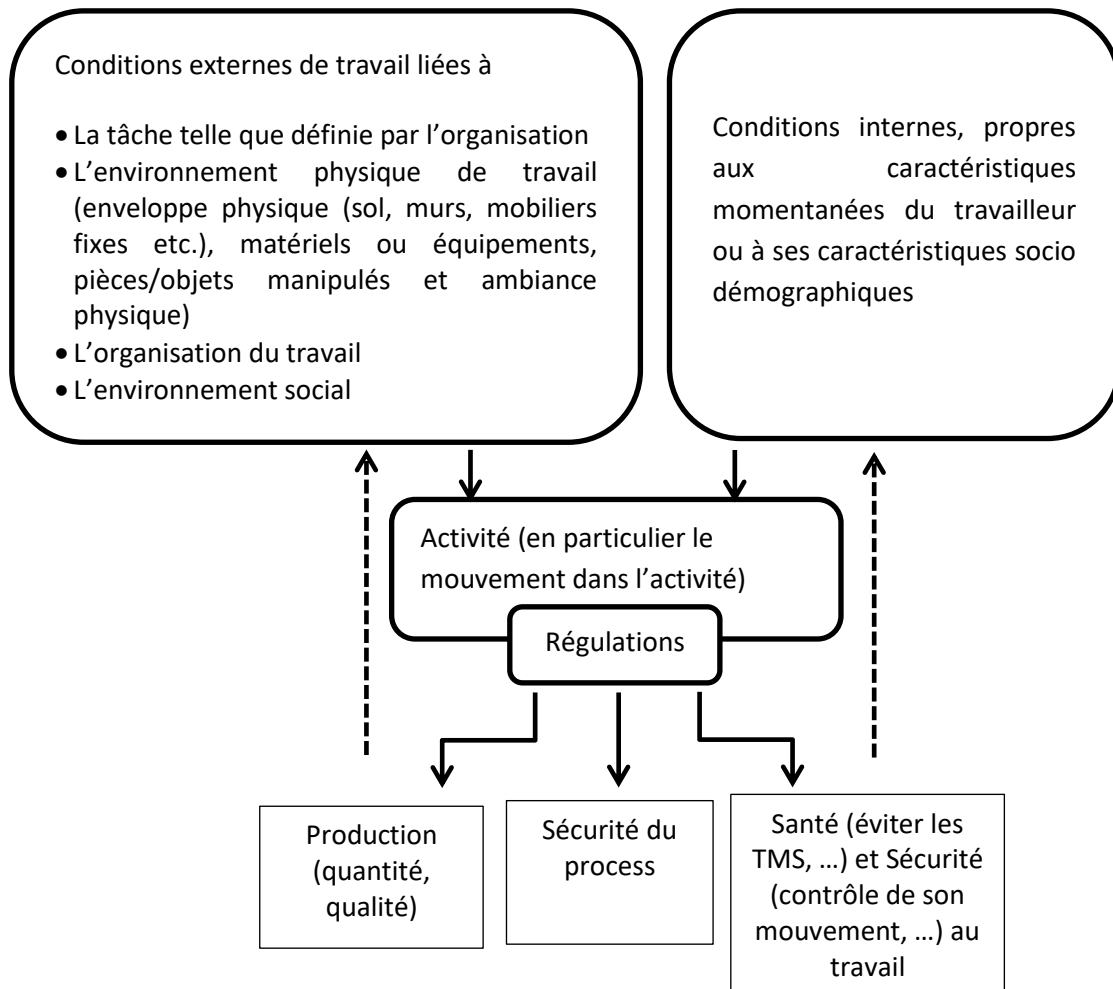 Conditions externes de travail liées à
• La tâche telle que définie par l’organisation
• L’environnement physique de travail
(enveloppe physique (sol, murs, mobiliers
fixes etc.), matériels ou équipements,
pièces/objets manipulés et ambiance
physique)
• L’organisation du travail
• L’environnement social
Conditions internes, propres
aux caractéristiques
momentanées du travailleur
ou à ses caractéristiques socio
démographiques
Activité (en particulier le
mouvement dans l’activité)
Régulations
Production
(quantité,
qualité)
Sécurité du
process
Santé (éviter les
TMS, …) et Sécurité
(contrôle de son
mouvement, …) au
travail